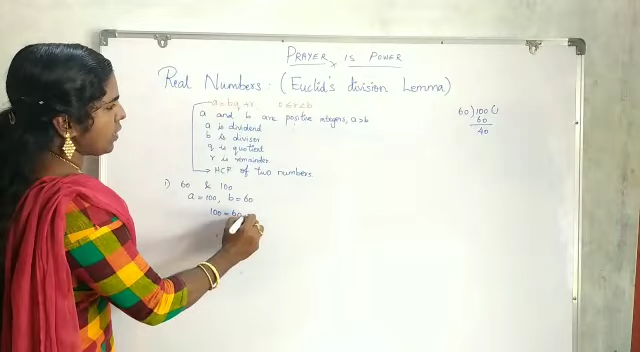 PRAYER IS POWER
Real Numbers: (Euclid's division Lemma)
a = bq + r, 0 ≤ r < b
a and b are positive integers, a > b
a is dividend
b is divisor
q is quotient
r is remainder
→ HCF of two numbers.
1) 60 & 100
a = 100, b = 60
100 = 60
60 ) 100 ( 1
60
40